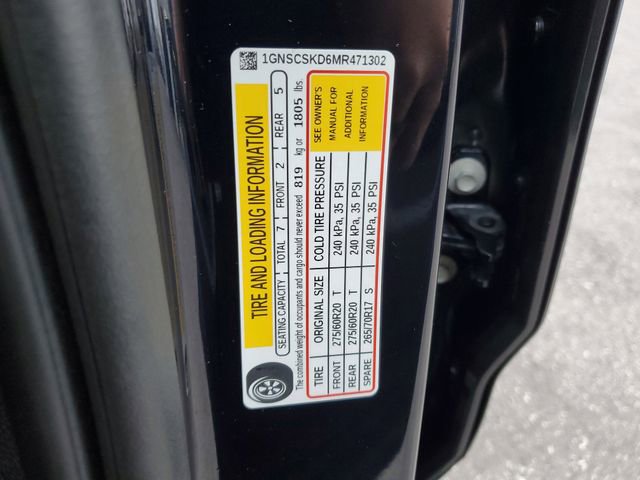 1GNSCSKD6MR471302
TIRE AND LOADING INFORMATION
SEATING CAPACITY | TOTAL 7 | FRONT 2 | REAR 5
The combined weight of occupants and cargo should never exceed 819 kg or 1805 lbs.
TIRE ORIGINAL SIZE COLD TIRE PRESSURE
FRONT 275/60R20 T 240 kPa, 35 PSI
REAR 275/60R20 T 240 kPa, 35 PSI
SPARE 265/70R17 S 240 kPa, 35 PSI
SEE OWNER'S
MANUAL FOR
ADDITIONAL
INFORMATION